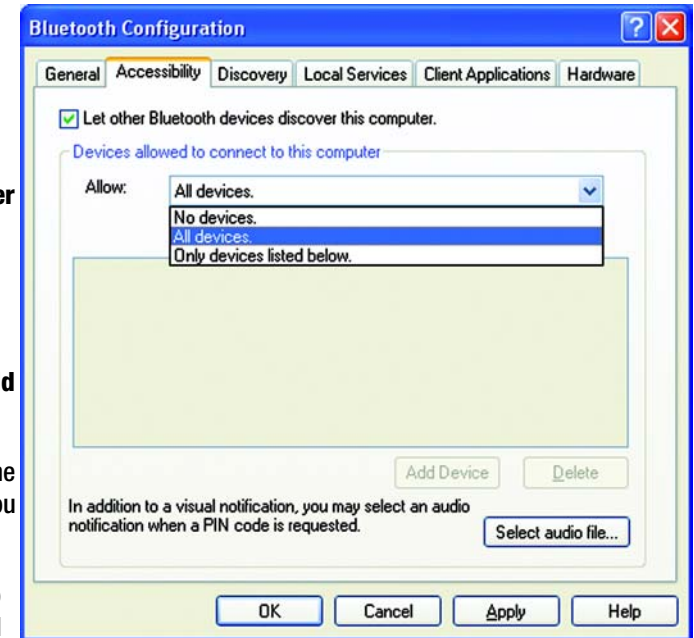 Bluetooth Configuration
General Accessibility Discovery Local Services Client Applications Hardware
Let other Bluetooth devices discover this computer.
Devices allowed to connect to this computer
Allow: All devices.
No devices.
All devices.
Only devices listed below.
Add Device Delete
In addition to a visual notification, you may select an audio
notification when a PIN code is requested.
Select audio file...
OK Cancel Apply Help